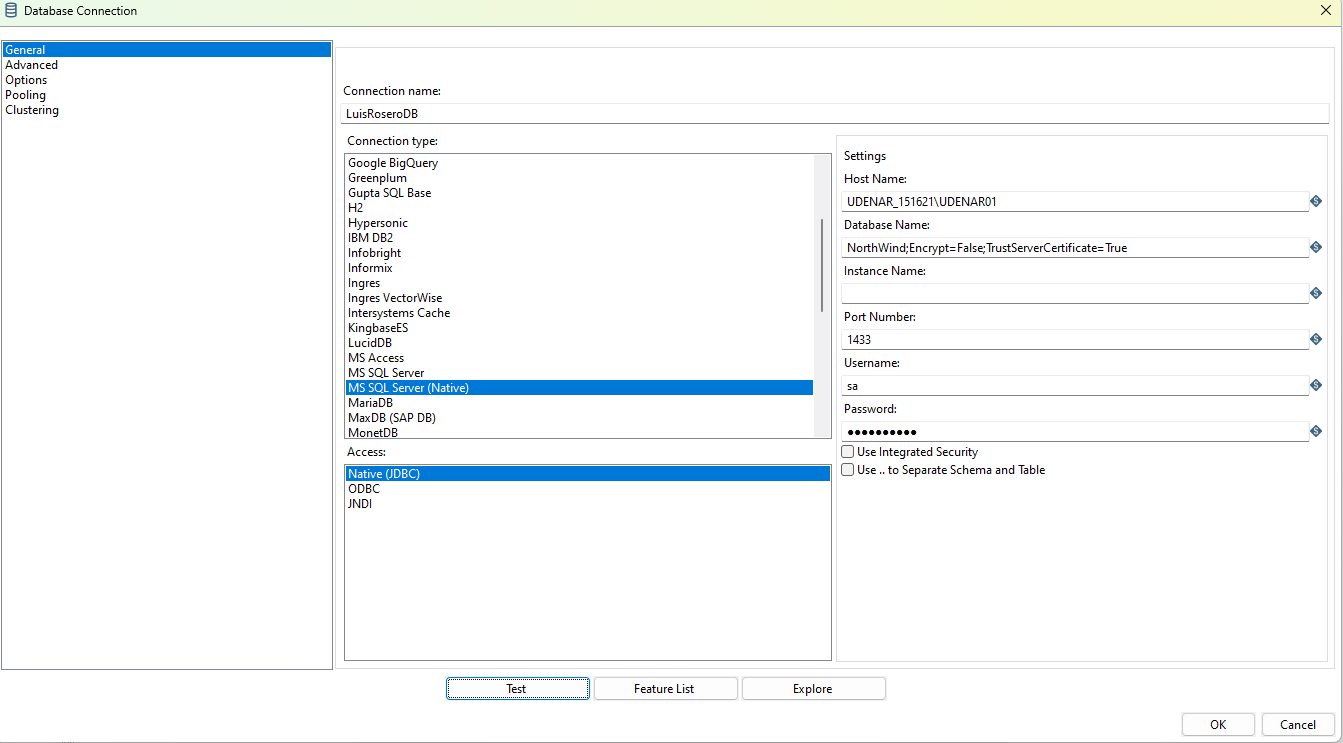 Database Connection
General
Advanced
Options
Pooling
Clustering
Connection name:
LuisRoseroDB
Connection type:
Google BigQuery
Greenplum
Gupta SQL Base
H2
Hypersonic
IBM DB2
Infobright
Informix
Ingres
Ingres VectorWise
Intersystems Cache
KingbaseES
LucidDB
MS Access
MS SQL Server
MS SQL Server (Native)
MariaDB
MaxDB (SAP DB)
MonetDB
Access:
Native (JDBC)
ODBC
JNDI
Settings
Host Name:
UDENAR_151621\UDENAR01
Database Name:
NorthWind;Encrypt=False;TrustServerCertificate=True
Instance Name:
Port Number:
1433
Username:
sa
Password:
●●●●●●●●●●
Use Integrated Security
Use .. to Separate Schema and Table
Test
Feature List
Explore
OK
Cancel